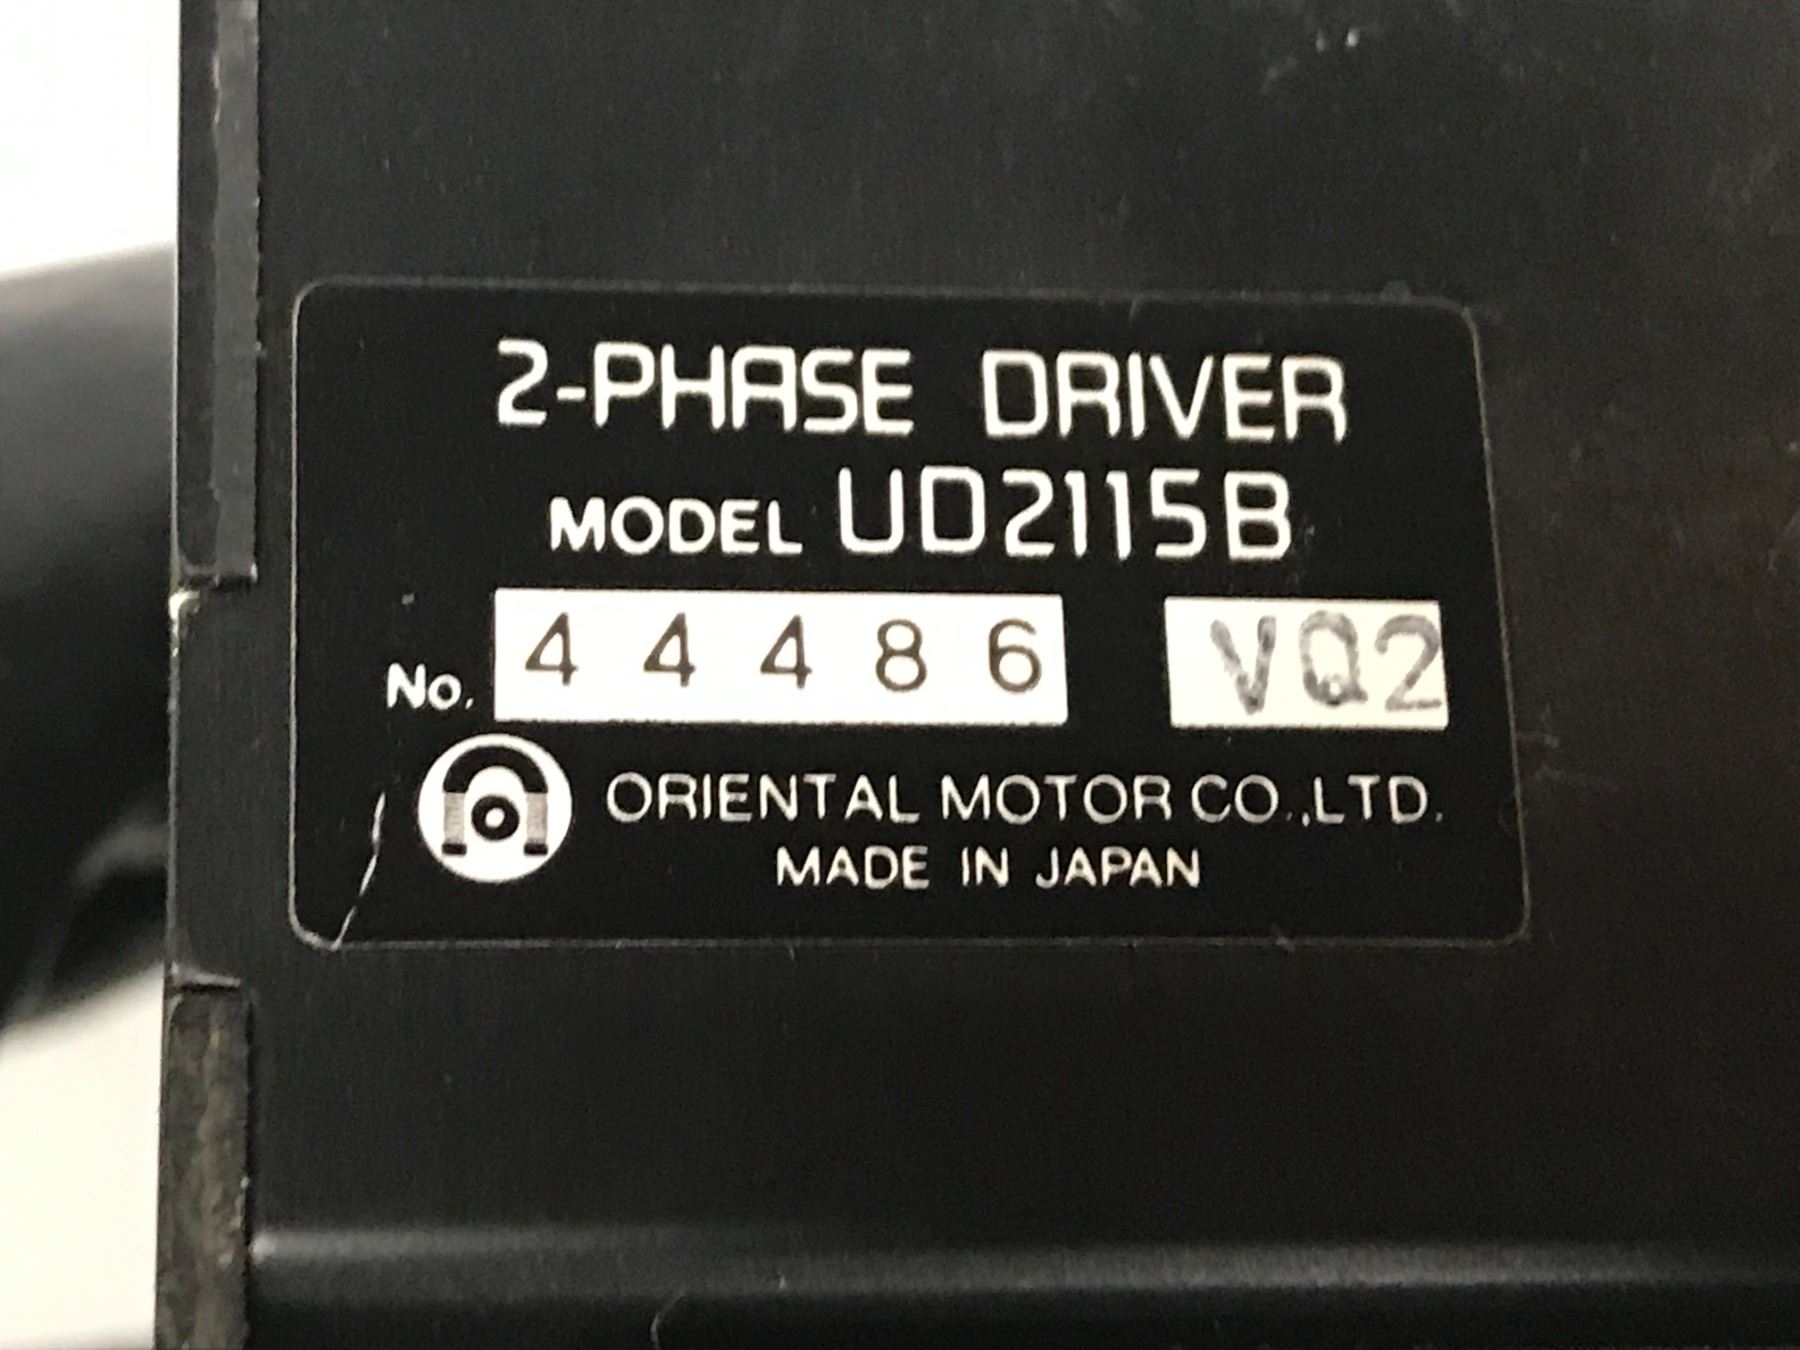 2-PHASE DRIVER
MODEL UD2115B
No. 44486 VQ2
ORIENTAL MOTOR CO.,LTD.
MADE IN JAPAN